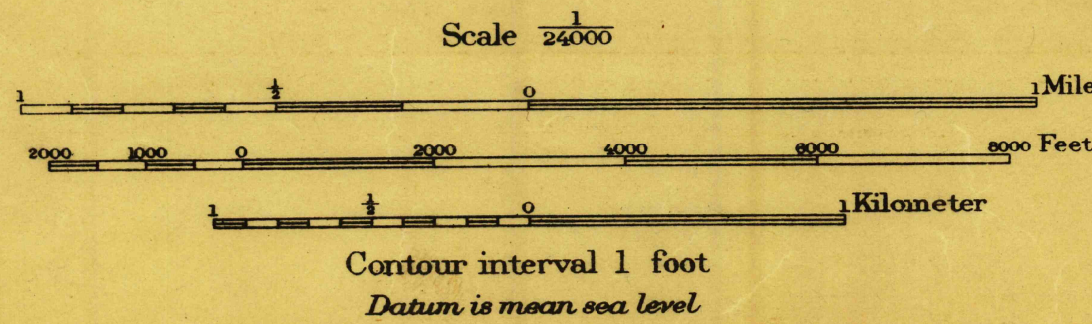 Scale 1/24000
1 ½ 0 1 Mile
2000 1000 0 2000 4000 6000 8000 Feet
1 ½ 0 1 Kilometer
Contour interval 1 foot
Datum is mean sea level